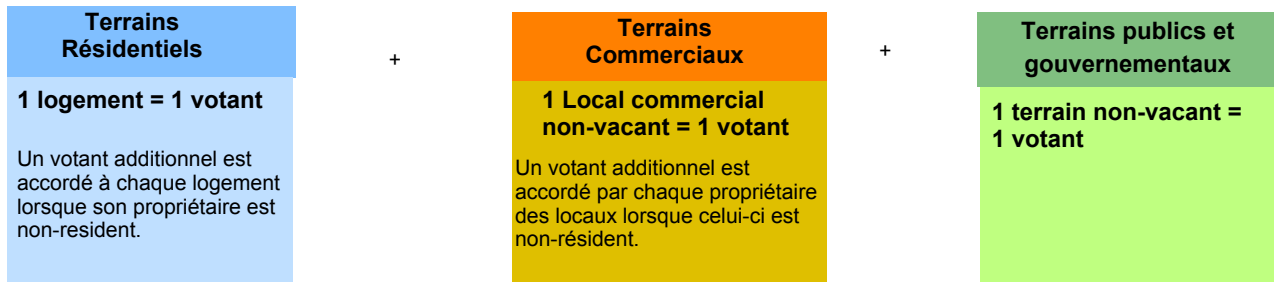 Terrains
Résidentiels
1 logement = 1 votant
Un votant additionnel est
accordé à chaque logement
lorsque son propriétaire est
non-resident.
+
Terrains
Commerciaux
1 Local commercial
non-vacant = 1 votant
Un votant additionnel est
accordé par chaque propriétaire
des locaux lorsque celui-ci est
non-résident.
+
Terrains publics et
gouvernementaux
1 terrain non-vacant =
1 votant